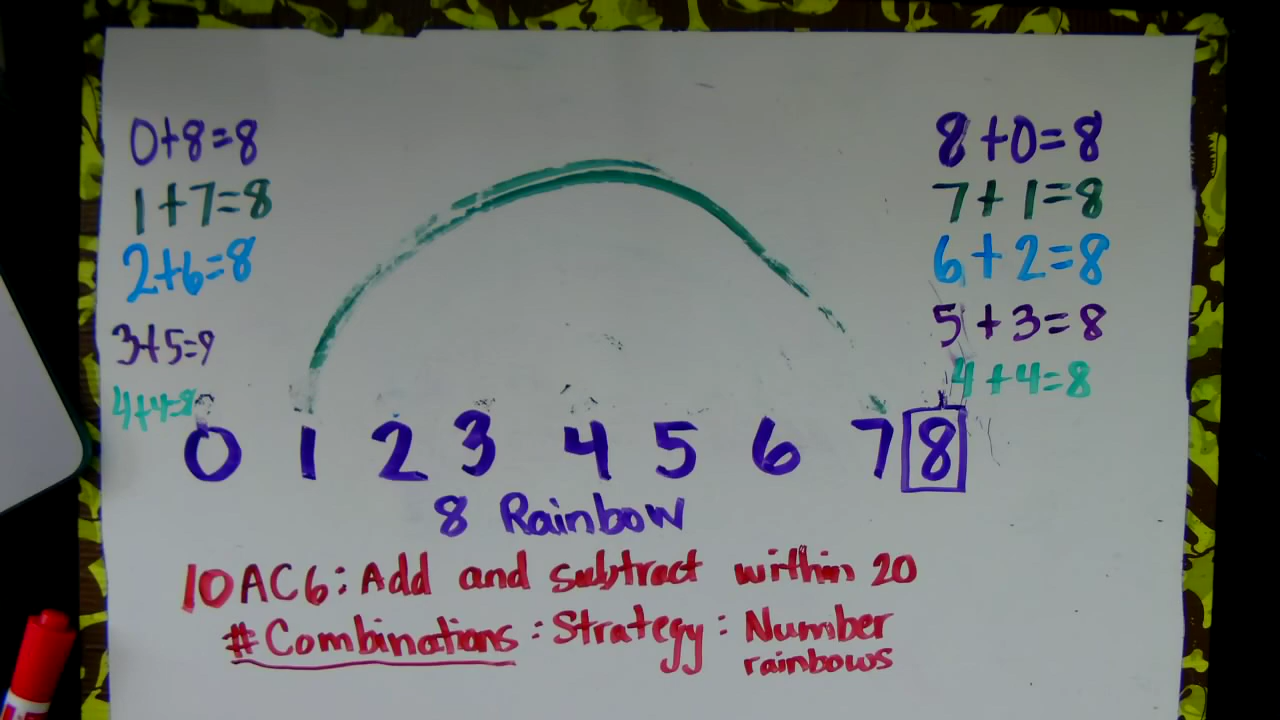 0+8=8
1+7=8
2+6=8
3+5=9
4+4=8
8+0=8
7+1=8
6+2=8
5+3=8
4+4=8
0 1 2 3 4 5 6 7 8
8 Rainbow
10AC6: Add and subtract within 20
#Combinations: Strategy: Number
rainbows